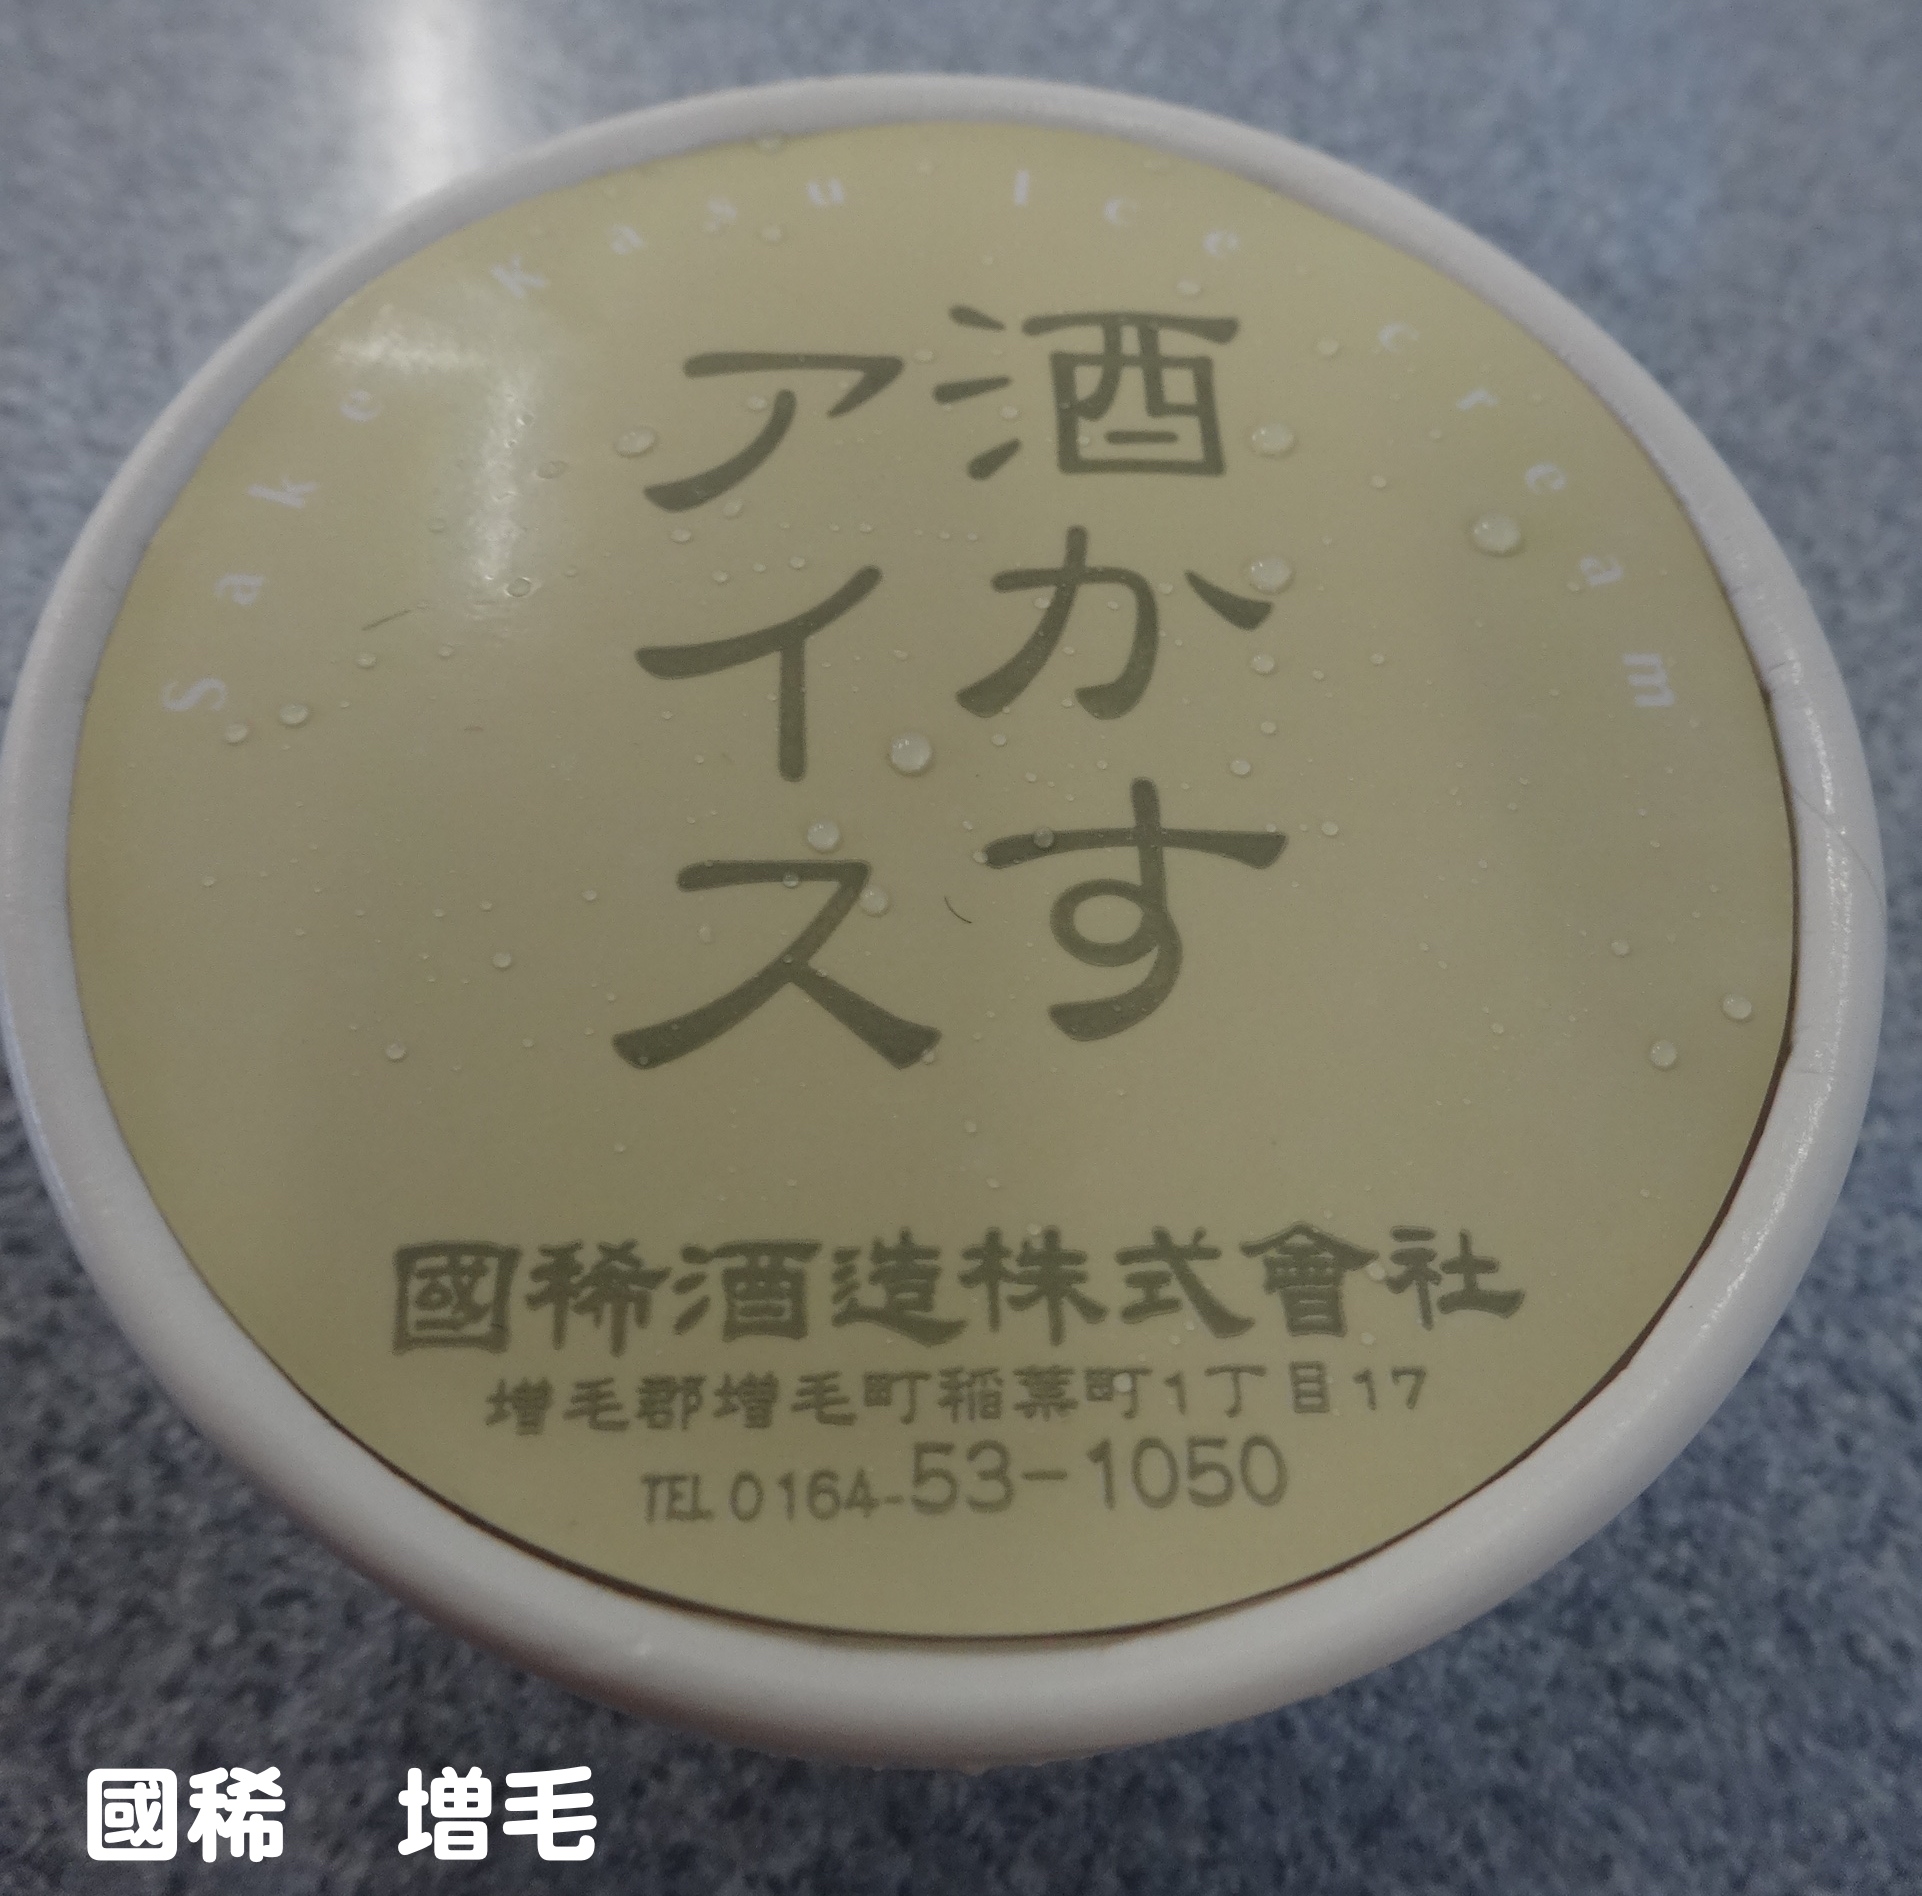 Sake Kasu Ice cream
酒かす
アイス
國稀酒造株式會社
増毛郡増毛町稲葉町1丁目17
TEL 0164-53-1050
國稀　増毛